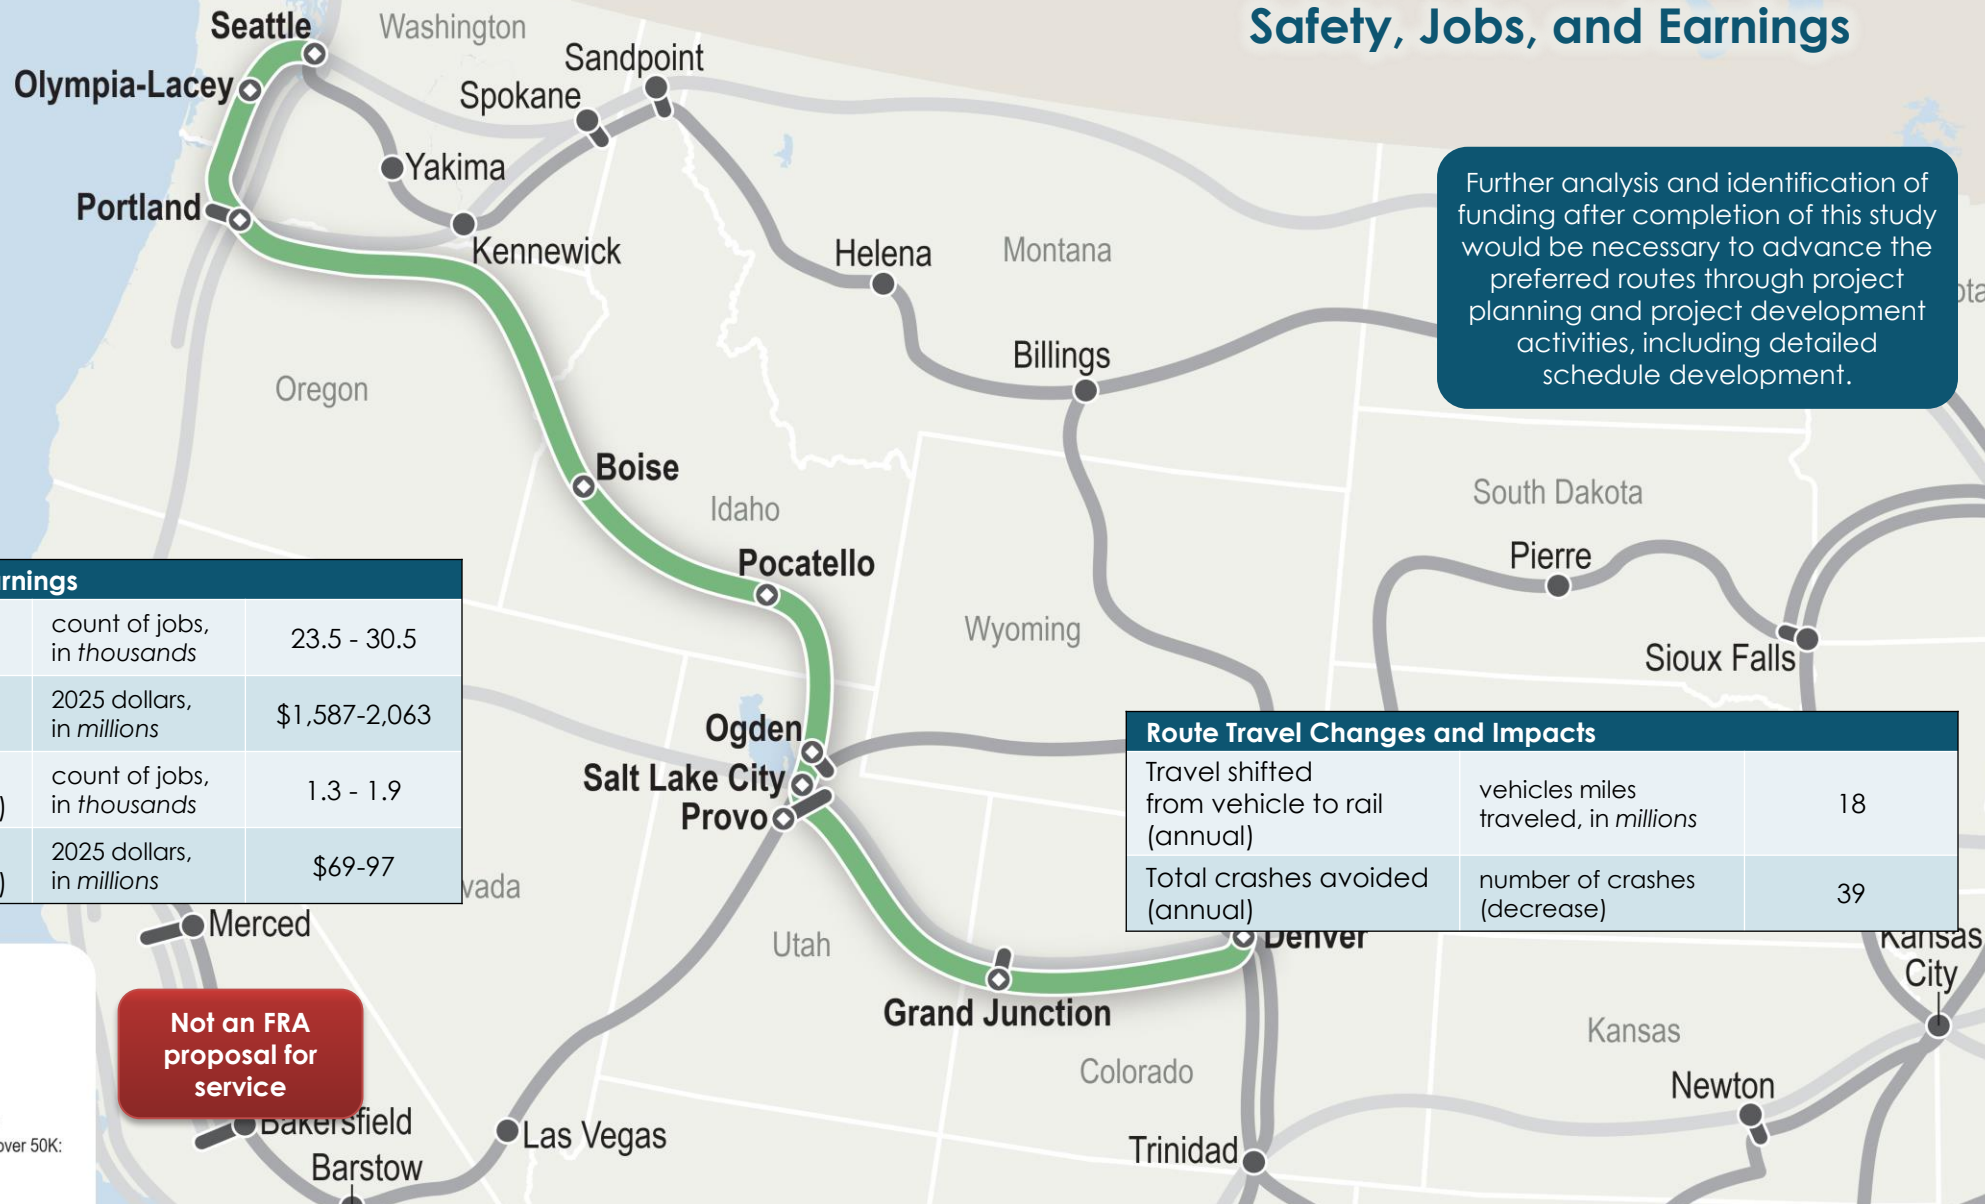 Safety, Jobs, and Earnings
Seattle
Washington
Sandpoint
Olympia-Lacey
Spokane
Yakima
Portland
Kennewick
Helena
Montana
Further analysis and identification of
funding after completion of this study
would be necessary to advance the
preferred routes through project
planning and project development
activities, including detailed
schedule development.
Billings
Oregon
Boise
Idaho
South Dakota
Pocatello
Pierre
Wyoming
Sioux Falls
count of jobs,
in thousands
23.5 - 30.5
2025 dollars,
in millions
$1,587-2,063
count of jobs,
in thousands
1.3 - 1.9
2025 dollars,
in millions
$69-97
Ogden
Salt Lake City
Provo
Route Travel Changes and Impacts
Travel shifted
from vehicle to rail
(annual)
vehicles miles
traveled, in millions
18
Total crashes avoided
(annual)
number of crashes
(decrease)
39
Merced
Utah
Denver
Kansas
City
Grand Junction
Not an FRA
proposal for
service
Kansas
Colorado
Newton
Bakersfield
Las Vegas
Trinidad
Barstow
over 50K: